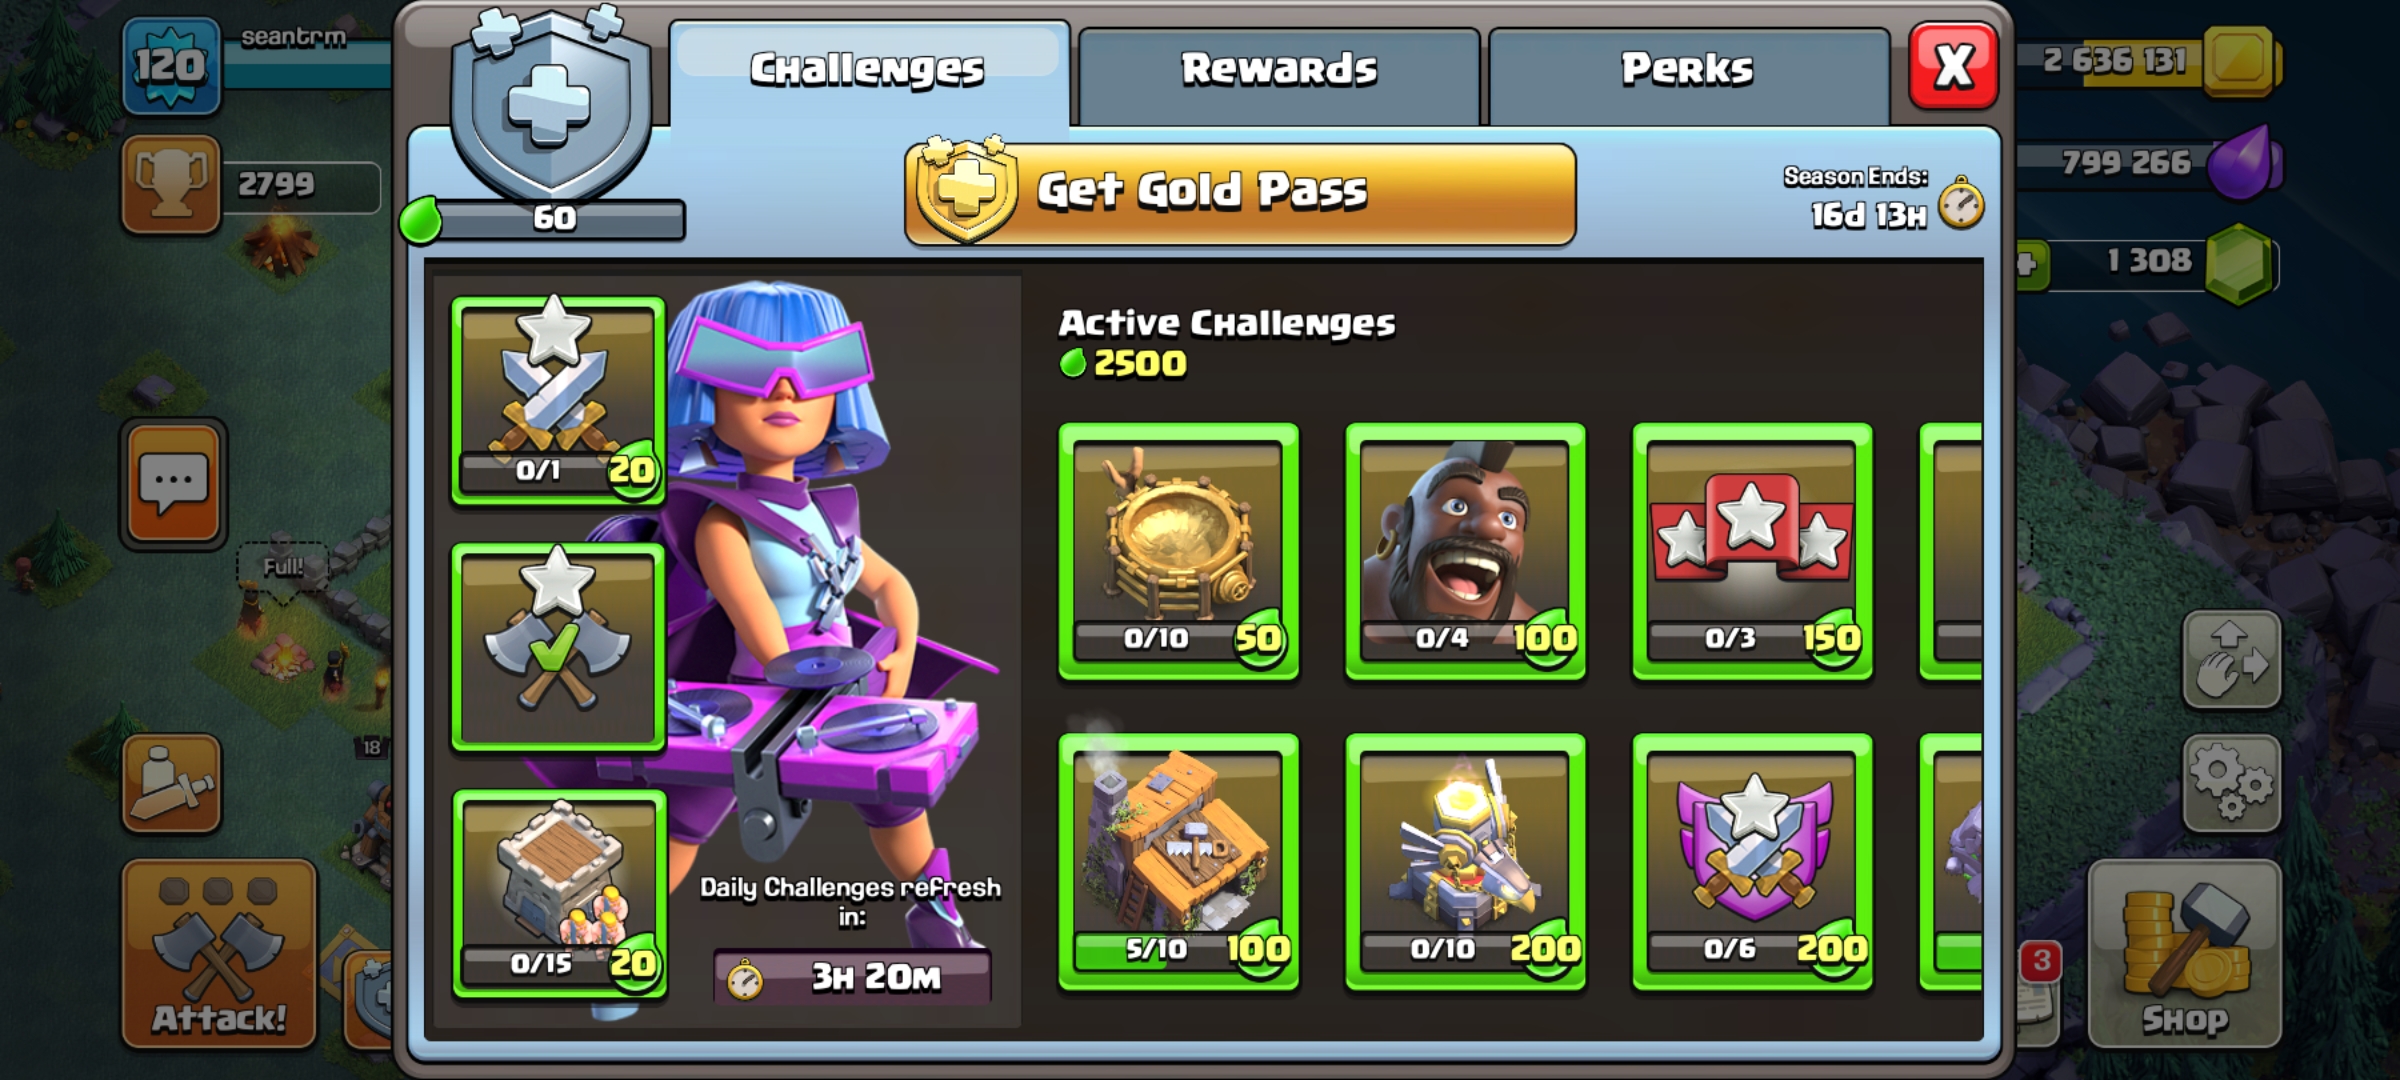 120
seantrm
2799
Challenges
Rewards
Perks
X
2 636 131
799 266
1 308
60
Get Gold Pass
Season Ends:
16d 13H
Full!
18
Attack!
0/1
20
0/15
20
Daily Challenges refresh
in:
3H 20M
Active Challenges
2500
0/10
50
0/4
100
0/3
150
5/10
100
0/10
200
0/6
200
3
Shop